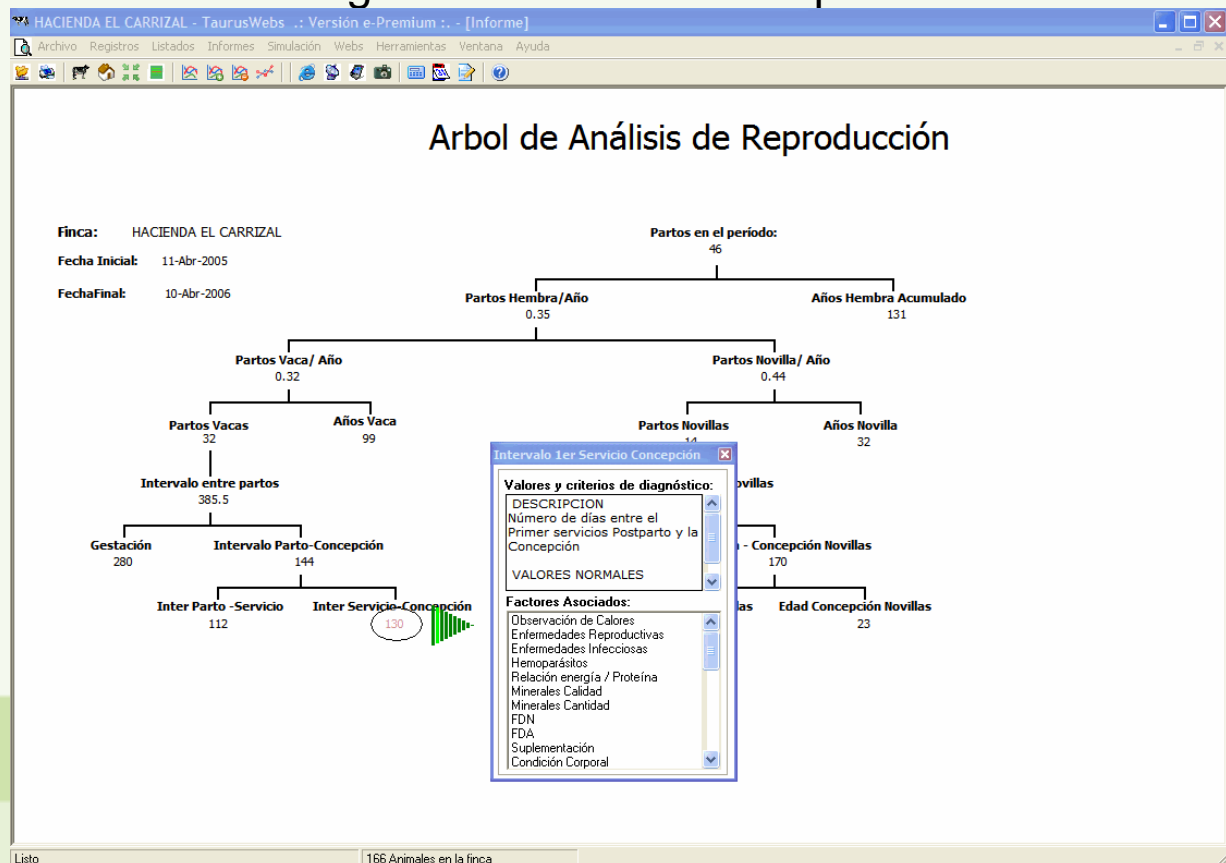 HACIENDA EL CARRIZAL - TaurusWebs .: Versión e-Premium :. - [Informe]
Archivo Registros Listados Informes Simulación Webs Herramientas Ventana Ayuda
Arbol de Análisis de Reproducción
Finca: HACIENDA EL CARRIZAL
Fecha Inicial: 11-Abr-2005
FechaFinal: 10-Abr-2006
Partos en el período:
46
Partos Hembra/Año Años Hembra Acumulado
0.35 131
Partos Vaca/ Año Partos Novilla/ Año
0.32 0.44
Partos Vacas Años Vaca Partos Novillas Años Novilla
32 99 14 32
Intervalo entre partos
385.5
Gestación Intervalo Parto-Concepción - Concepción Novillas
280 144 170
Inter Parto -Servicio Inter Servicio-Concepción Edad Concepción Novillas
112 130 23
Intervalo 1er Servicio Concepción
Valores y criterios de diagnóstico:
DESCRIPCION
Número de días entre el
Primer servicios Postparto y la
Concepción
VALORES NORMALES
Factores Asociados:
Observación de Calores
Enfermedades Reproductivas
Enfermedades Infecciosas
Hemoparásitos
Relación energía / Proteína
Minerales Calidad
Minerales Cantidad
FDN
FDA
Suplementación
Condición Corporal
Listo 166 Animales en la finca